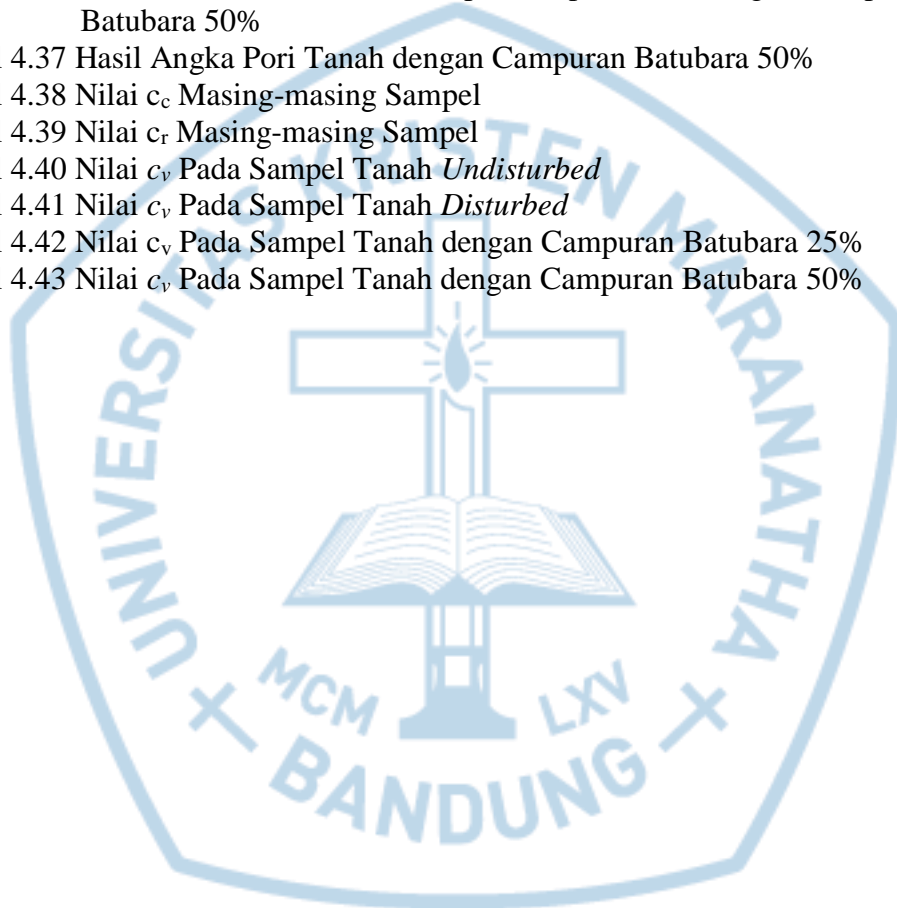 Batubara 50%
4.37 Hasil Angka Pori Tanah dengan Campuran Batubara 50%
4.38 Nilai cc Masing-masing Sampel
4.39 Nilai cr Masing-masing Sampel
4.40 Nilai cv Pada Sampel Tanah Undisturbed
4.41 Nilai cv Pada Sampel Tanah Disturbed
4.42 Nilai cv Pada Sampel Tanah dengan Campuran Batubara 25%
4.43 Nilai cv Pada Sampel Tanah dengan Campuran Batubara 50%
UNIVERSITAS KRISTEN MARANATHA
MCM LXV
BANDUNG